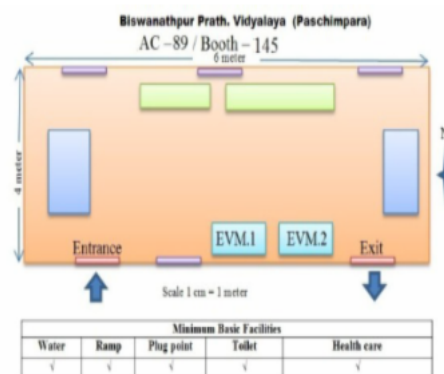 Biswanathpur Prath. Vidyalaya (Paschimpara)
AC -89 / Booth - 145
6 meter
4 meter
N
EVM.1 EVM.2
Entrance Exit
Scale 1 cm = 1 meter
Minimum Basic Facilities
Water Ramp Plug point Toilet Health care
√ √ √ √ √